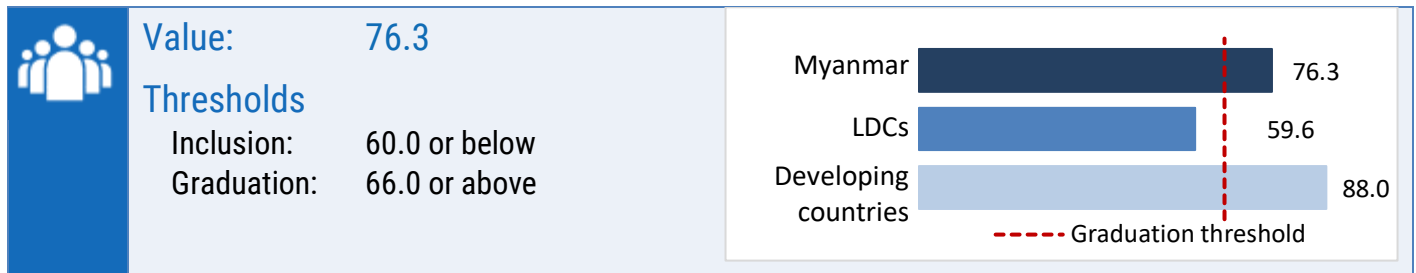 Value: 76.3
Thresholds
Inclusion: 60.0 or below
Graduation: 66.0 or above
Myanmar 76.3
LDCs 59.6
Developing
countries 88.0
Graduation threshold